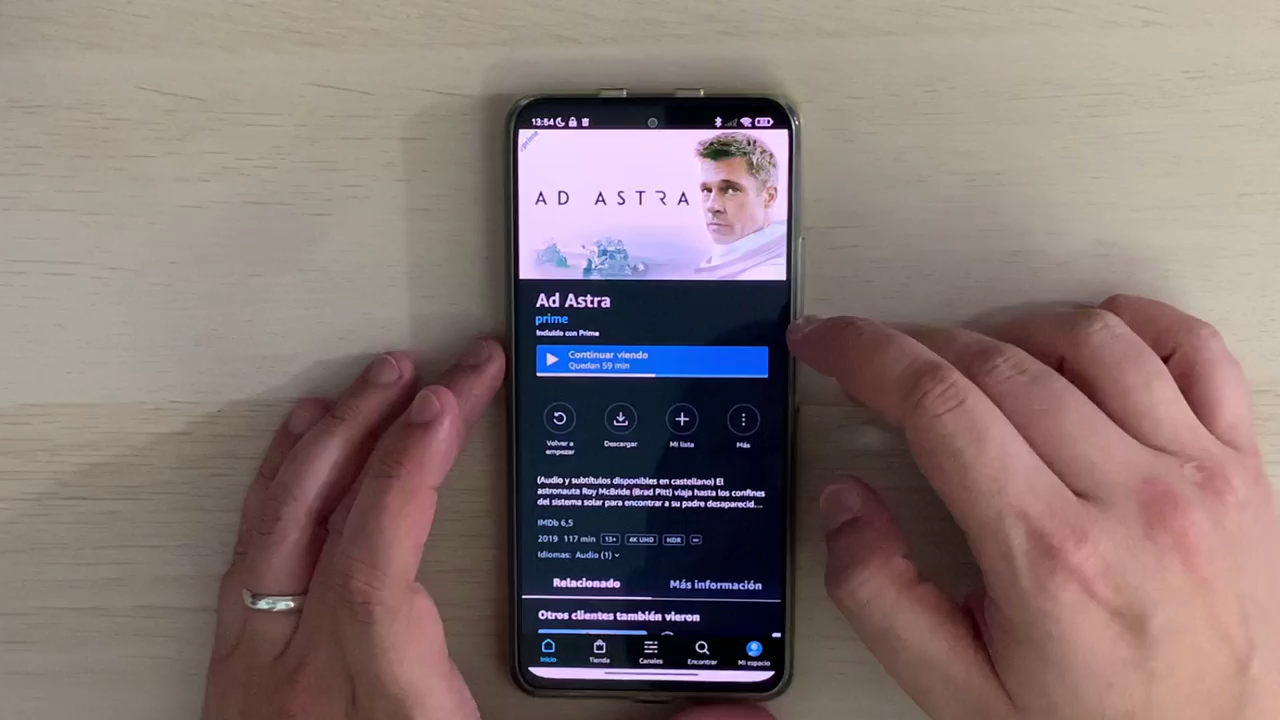 13:54
prime
AD ASTRA
Ad Astra
prime
Incluido con Prime
Continuar viendo
Quedan 59 min
Volver a empezar
Descargar
Mi lista
Más
(Audio y subtítulos disponibles en castellano) El
astronauta Roy McBride (Brad Pitt) viaja hasta los confines
del sistema solar para encontrar a su padre desaparecid...
IMDb 6,5
2019 117 min 13+ 4K UHD HDR
Idiomas: Audio (1)
Relacionado Más información
Otros clientes también vieron
Inicio Tienda Canales Encontrar Mi espacio